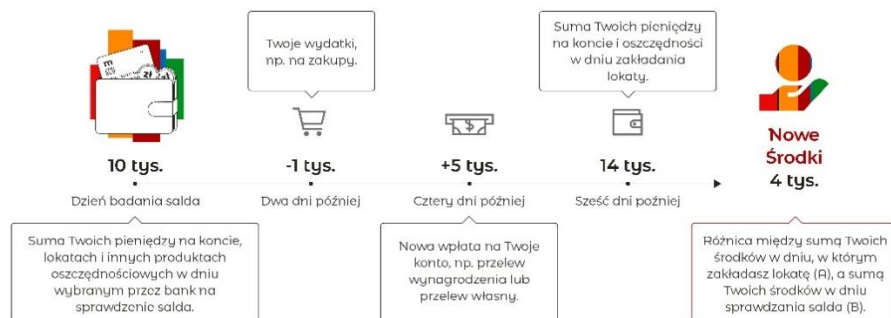 Twoje wydatki,
np. na zakupy.
Suma Twoich pieniędzy
na koncie i oszczędności
w dniu zakładania
lokaty.
Nowe
Środki
10 tys.
-1 tys.
+5 tys.
14 tys.
4 tys.
Dzień badania salda
Dwa dni później
Cztery dni później
Sześć dni poźniej
Suma Twoich pieniędzy na koncie,
lokatach i innych produktach
oszczędnościowych w dniu
wybranym przez bank na
sprawdzenie salda.
Nowa wpłata na Twoje
konto, np. przelew
wynagrodzenia lub
przelew własny.
Różnica między sumą Twoich
środków w dniu, w którym
zakładasz lokatę (A), a sumą
Twoich środków w dniu
sprawdzania salda (B).